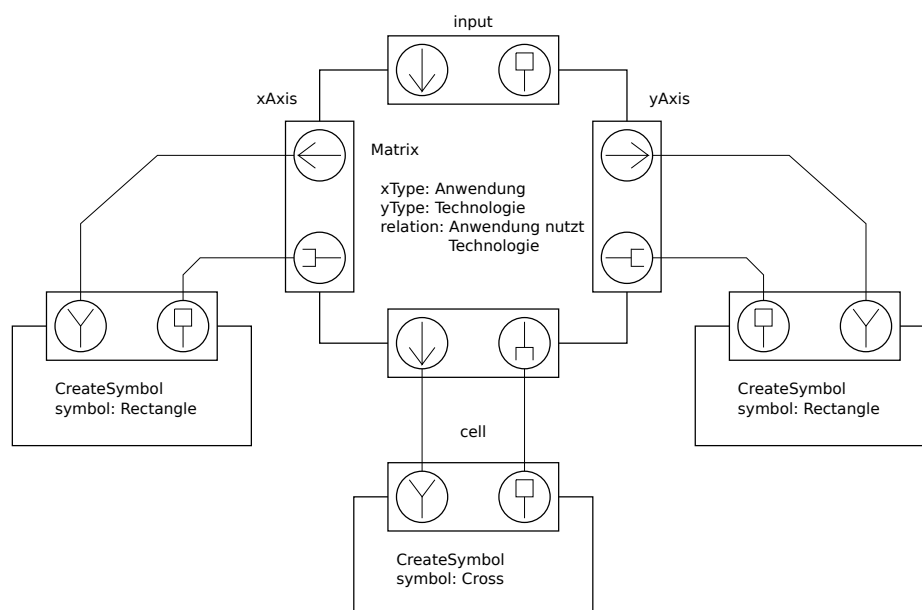 input
xAxis
yAxis
Matrix
xType: Anwendung
yType: Technologie
relation: Anwendung nutzt
Technologie
CreateSymbol
symbol: Rectangle
CreateSymbol
symbol: Rectangle
cell
CreateSymbol
symbol: Cross